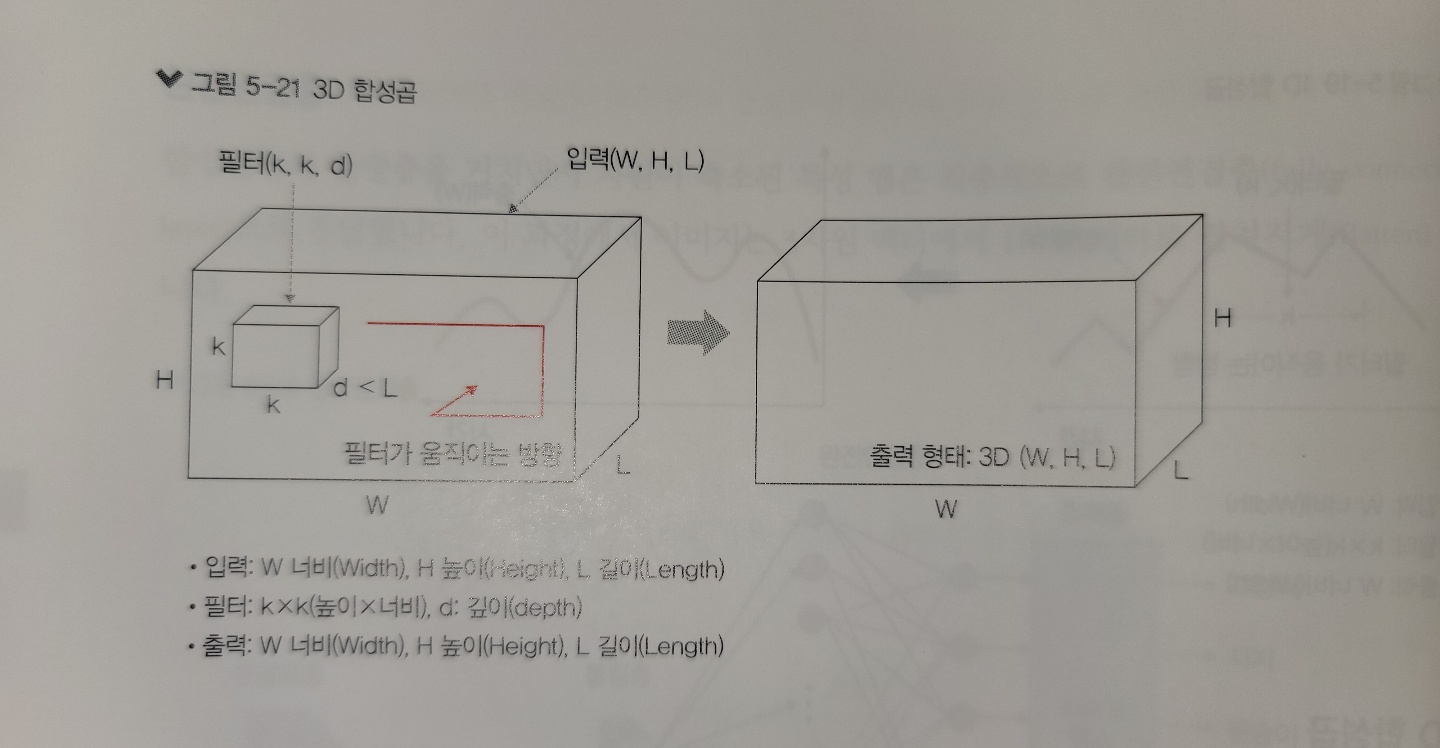 그림 5-21 3D 합성곱
필터(k, k, d)
입력(W, H, L)
k
k
d < L
H
필터가 움직이는 방향
L
W
H
출력 형태: 3D (W, H, L)
L
W
• 입력: W 너비(Width), H 높이(Height), L 길이(Length)
• 필터: k×k(높이×너비), d: 깊이(depth)
• 출력: W 너비(Width), H 높이(Height), L 길이(Length)